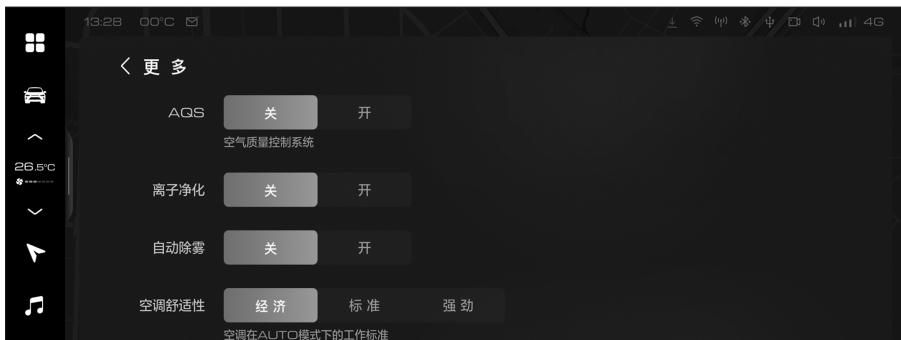 13:28 00°C 4G
更多
AQS 关 开
空气质量控制系统
26.5°C
离子净化 关 开
自动除雾 关 开
空调舒适性 经济 标准 强劲
空调在AUTO模式下的工作标准